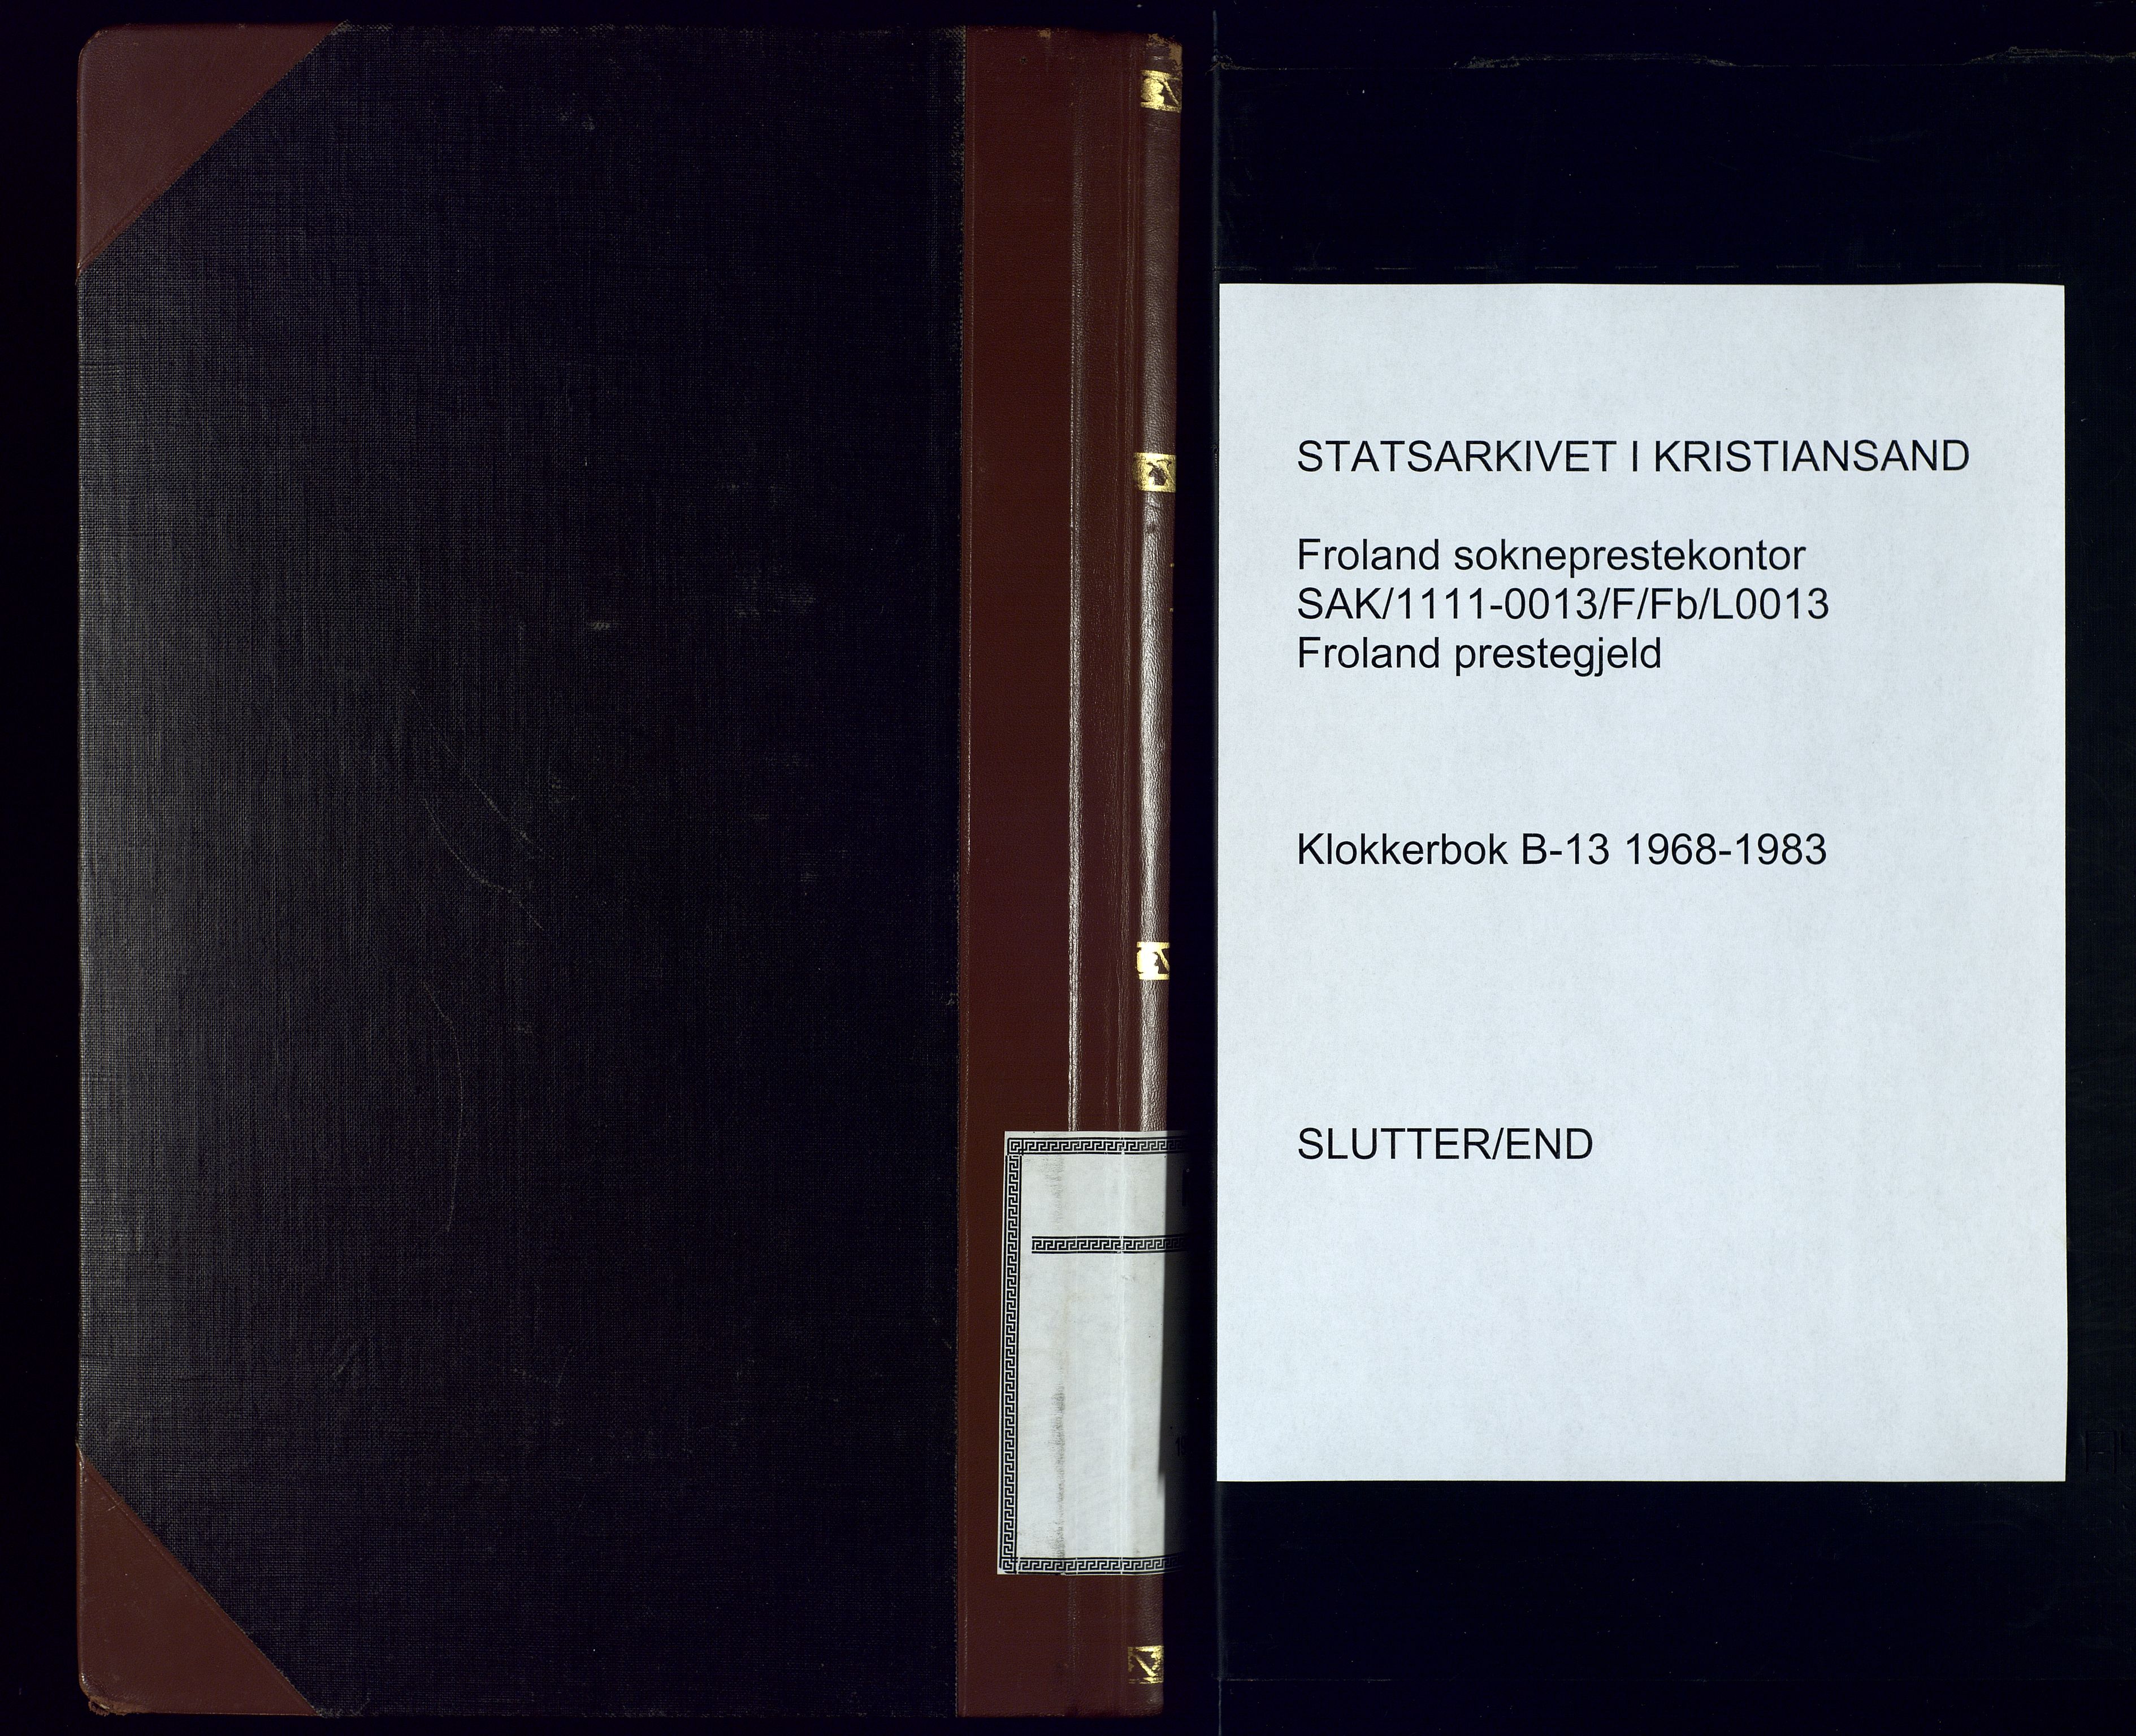 STATSARKIVET I KRISTIANSAND
Froland sokneprestekontor
SAK/1111-0013/F/Fb/L0013
Froland prestegjeld
Klokkerbok B-13 1968-1983
SLUTTER/END